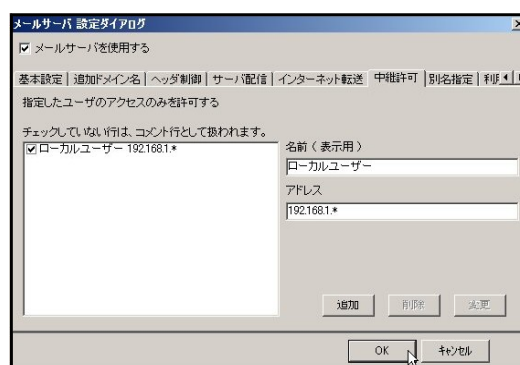 メールサーバ 設定ダイアログ
メールサーバを使用する
基本設定 追加ドメイン名 ヘッダ制御 サーバ配信 インターネット転送 中継許可 別名指定
指定したユーザのアクセスのみを許可する
チェックしていない行は、コメント行として扱われます。
ローカルユーザー 192.168.1.*
名前（表示用）
ローカルユーザー
アドレス
192.168.1.*
追加 削除 変更
OK キャンセル